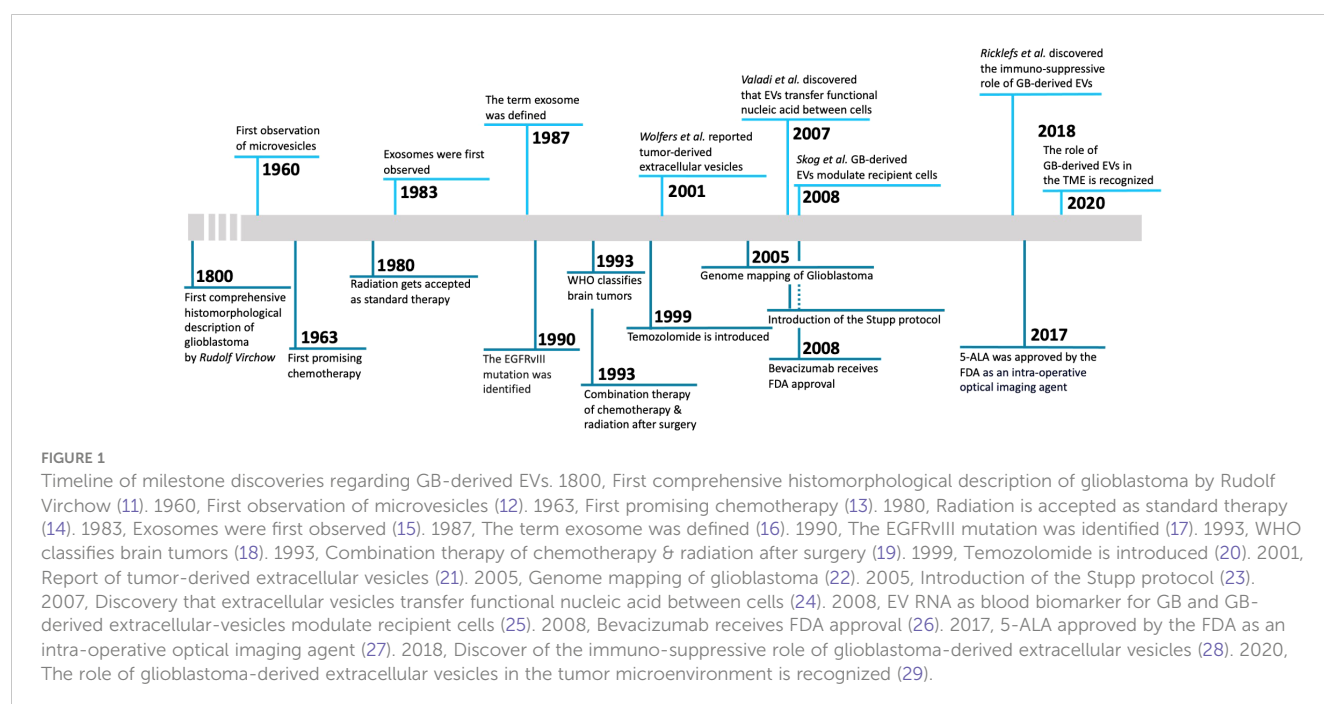 Ricklefs et al. discovered
the immuno-suppressive
role of GB-derived EVs
2018
Valadi et al. discovered
that EVs transfer functional
nucleic acid between cells
2007
The term exosome
was defined
1987
First observation
of microvesicles
1960
Exosomes were first
observed
1983
Wolfers et al. reported
tumor-derived
extracellular vesicles
2001
Skog et al. GB-derived
EVs modulate recipient cells
2008
The role of
GB-derived EVs in
the TME is recognized
2020
1800
First comprehensive
histomorphological
description of
glioblastoma
by Rudolf Virchow
1963
First promising
chemotherapy
1980
Radiation gets accepted
as standard therapy
1990
The EGFRvIII
mutation was
identified
1993
WHO classifies
brain tumors
1993
Combination therapy
of chemotherapy &
radiation after surgery
1999
Temozolomide is introduced
2005
Genome mapping of Glioblastoma
Introduction of the Stupp protocol
2008
Bevacizumab receives
FDA approval
2017
5-ALA was approved by the
FDA as an intra-operative
optical imaging agent
FIGURE 1
Timeline of milestone discoveries regarding GB-derived EVs. 1800, First comprehensive histomorphological description of glioblastoma by Rudolf
Virchow (11). 1960, First observation of microvesicles (12). 1963, First promising chemotherapy (13). 1980, Radiation is accepted as standard therapy
(14). 1983, Exosomes were first observed (15). 1987, The term exosome was defined (16). 1990, The EGFRvIII mutation was identified (17). 1993, WHO
classifies brain tumors (18). 1993, Combination therapy of chemotherapy & radiation after surgery (19). 1999, Temozolomide is introduced (20). 2001,
Report of tumor-derived extracellular vesicles (21). 2005, Genome mapping of glioblastoma (22). 2005, Introduction of the Stupp protocol (23).
2007, Discovery that extracellular vesicles transfer functional nucleic acid between cells (24). 2008, EV RNA as blood biomarker for GB and GB-
derived extracellular-vesicles modulate recipient cells (25). 2008, Bevacizumab receives FDA approval (26). 2017, 5-ALA approved by the FDA as an
intra-operative optical imaging agent (27). 2018, Discover of the immuno-suppressive role of glioblastoma-derived extracellular vesicles (28). 2020,
The role of glioblastoma-derived extracellular vesicles in the tumor microenvironment is recognized (29).